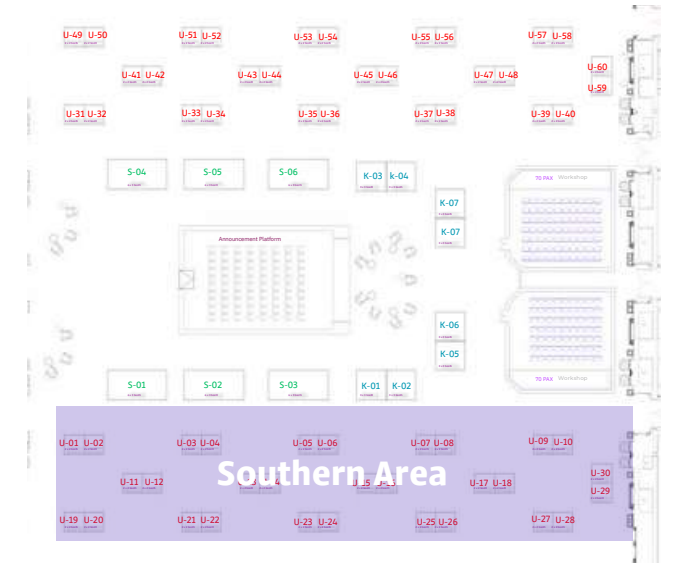 U-49 U-50 U-51 U-52 U-53 U-54 U-55 U-56 U-57 U-58
U-60
U-41 U-42 U-43 U-44 U-45 U-46 U-47 U-48
U-59
U-31 U-32 U-33 U-34 U-35 U-36 U-37 U-38 U-39 U-40
S-04 S-05 S-06 K-03 k-04
70 PAX Workshop
K-07
K-07
Announcement Platform
K-06
K-05
70 PAX Workshop
S-01 S-02 S-03 K-01 K-02
U-01 U-02 U-03 U-04 U-05 U-06 U-07 U-08 U-09 U-10
Southern Area
U-30
U-11 U-12 U-17 U-18
U-29
U-19 U-20 U-21 U-22 U-23 U-24 U-25 U-26 U-27 U-28